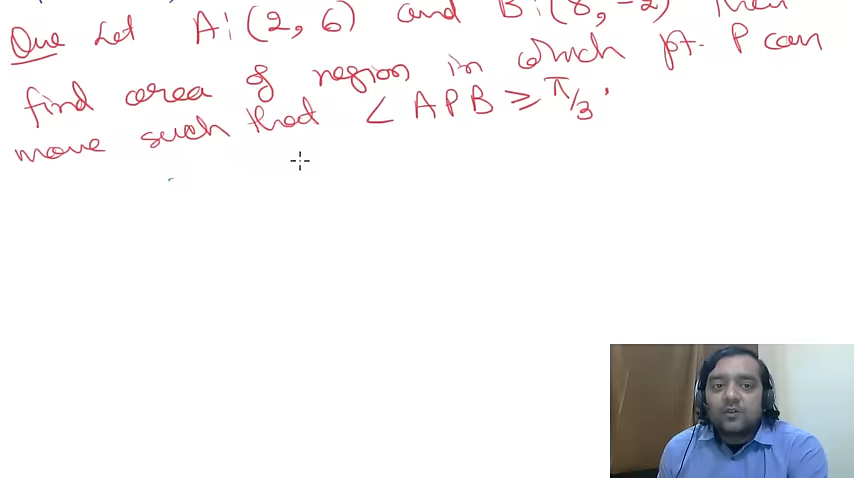 Que Let A:(2, 6) and B:(8, -2) then
find area of region in which pt. P can
move such that < APB ≥ π/3.